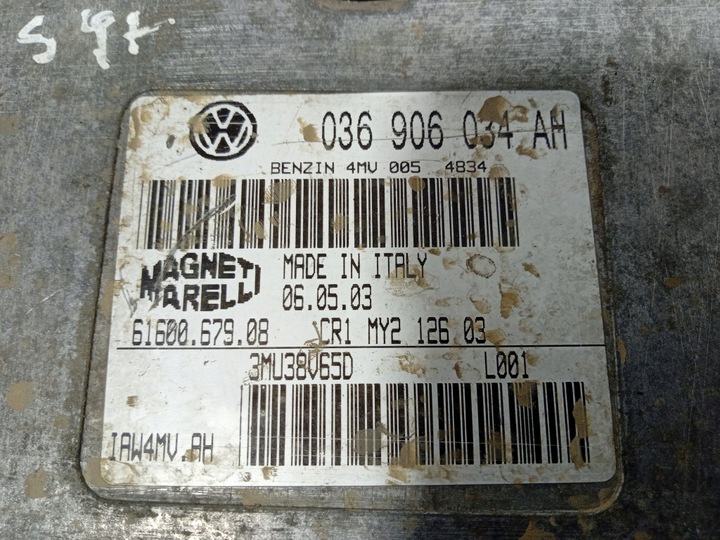 036 906 034 AH
BENZIN 4MV 005 4834
MAGNETI MARELLI
MADE IN ITALY
06.05.03
61600.679.08 CR1 MY2 126 03
3MU38V65D L001
IAW4MV.AH